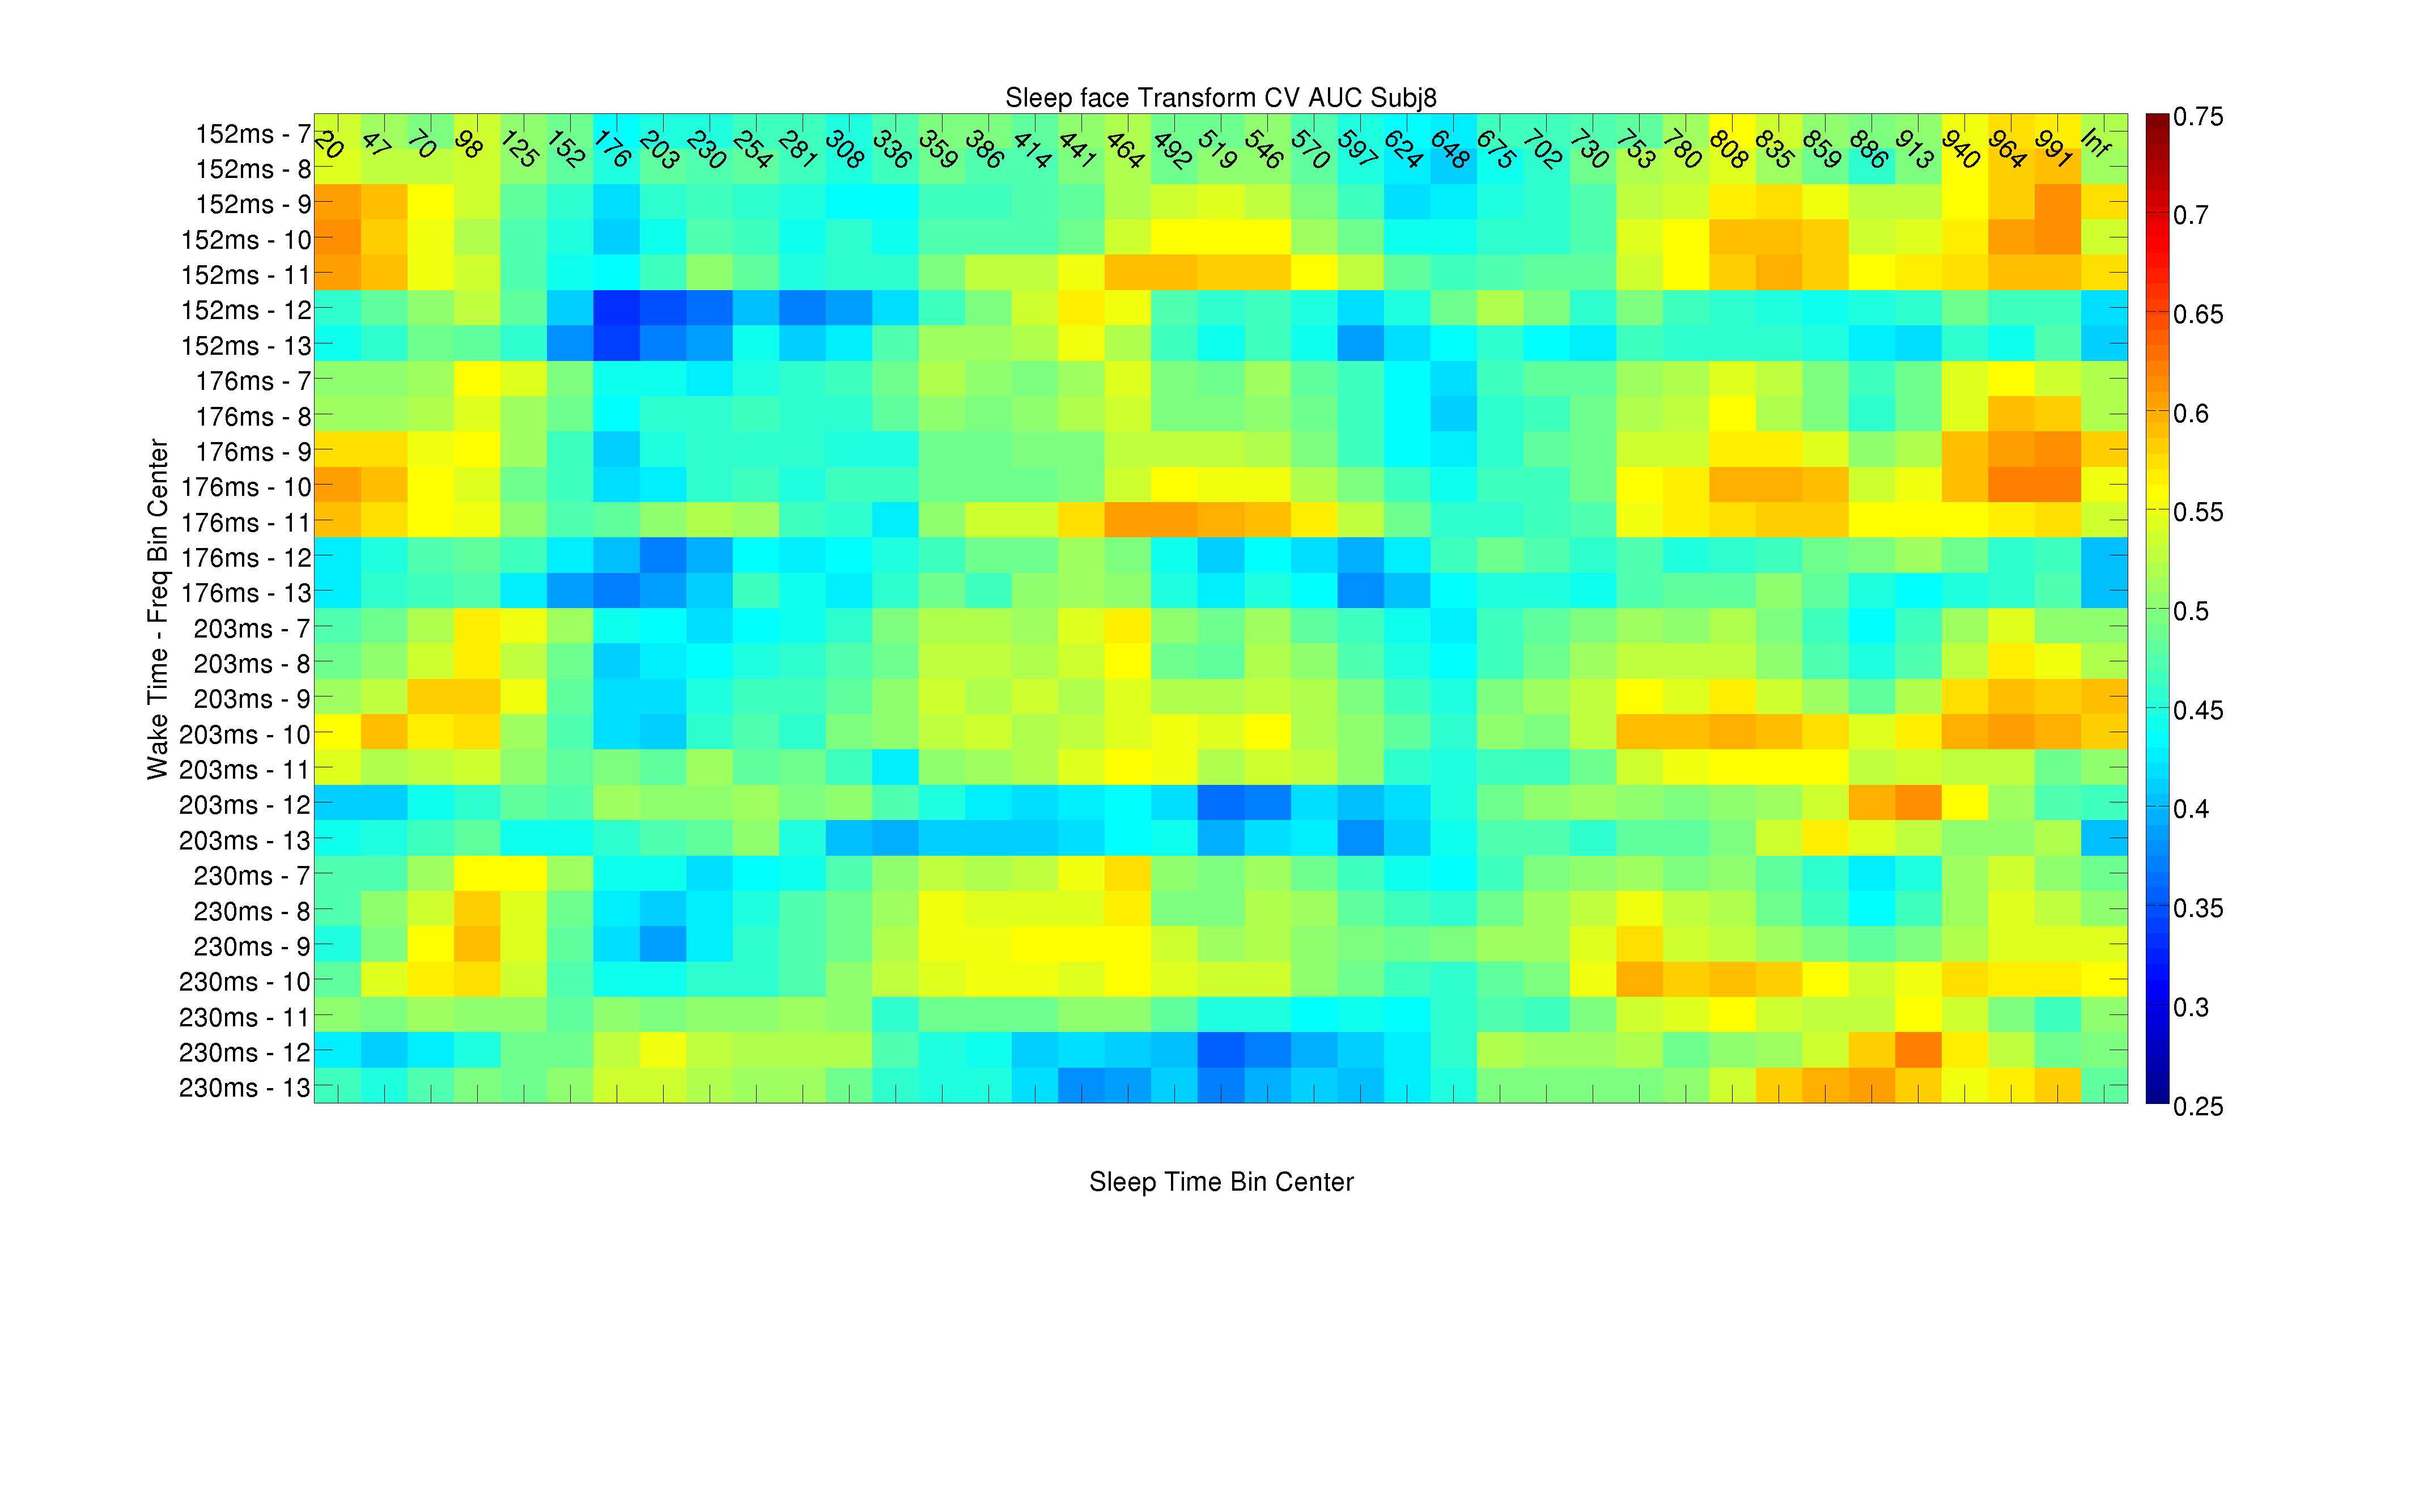 Sleep face Transform CV AUC Subj8
20 47 70 98 125 152 176 203 230 254 281 308 336 359 386 414 441 464 492 519 546 570 597 624 648 675 702 730 753 780 808 835 859 886 913 940 964 991 Inf
152ms - 7
152ms - 8
152ms - 9
152ms - 10
152ms - 11
152ms - 12
152ms - 13
176ms - 7
176ms - 8
176ms - 9
176ms - 10
176ms - 11
176ms - 12
176ms - 13
203ms - 7
203ms - 8
203ms - 9
203ms - 10
203ms - 11
203ms - 12
203ms - 13
230ms - 7
230ms - 8
230ms - 9
230ms - 10
230ms - 11
230ms - 12
230ms - 13
Wake Time - Freq Bin Center
0.75
0.7
0.65
0.6
0.55
0.5
0.45
0.4
0.35
0.3
0.25
Sleep Time Bin Center